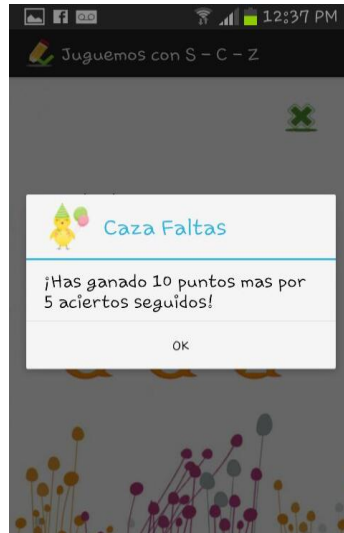 12:37 PM
Juguemos con S - C - Z
Caza Faltas
¡Has ganado 10 puntos mas por
5 aciertos seguidos!
OK